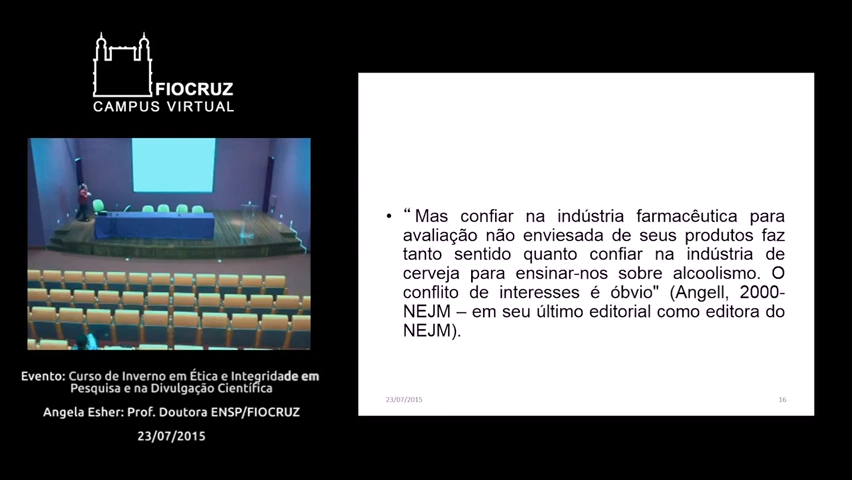 FIOCRUZ
CAMPUS VIRTUAL
Evento: Curso de Inverno em Ética e Integridade em
Pesquisa e na Divulgação Científica
Angela Esher: Prof. Doutora ENSP/FIOCRUZ
23/07/2015
• “ Mas confiar na indústria farmacêutica para
avaliação não enviesada de seus produtos faz
tanto sentido quanto confiar na indústria de
cerveja para ensinar-nos sobre alcoolismo. O
conflito de interesses é óbvio" (Angell, 2000-
NEJM – em seu último editorial como editora do
NEJM).
23/07/2015
16